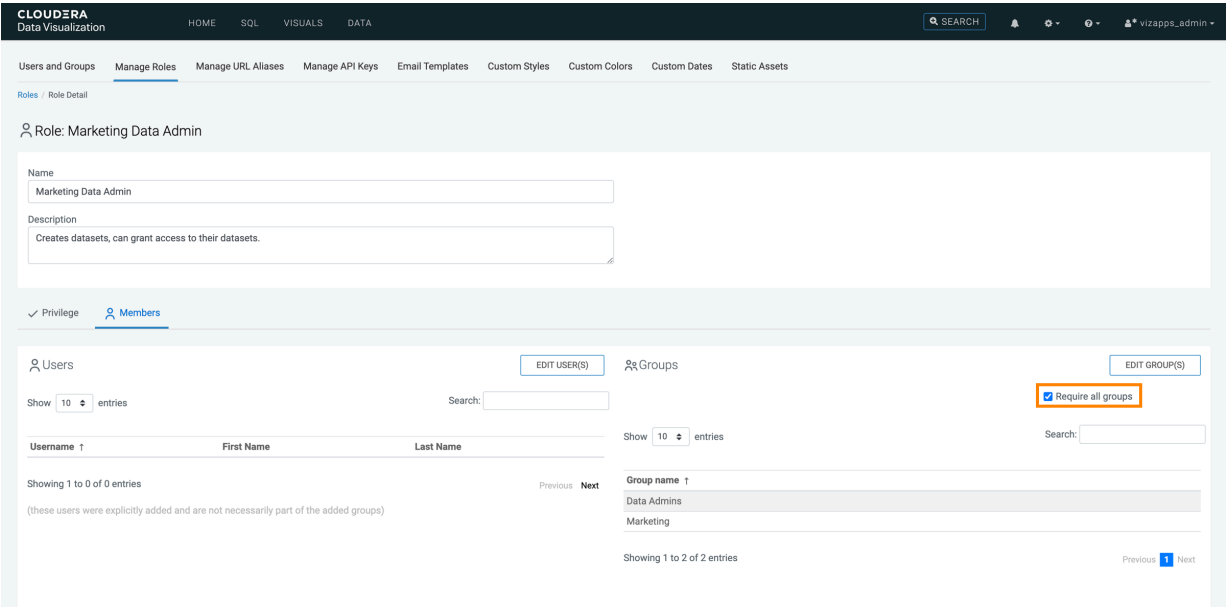 CLOUDERA
Data Visualization
HOME SQL VISUALS DATA
SEARCH
vizapps_admin
Users and Groups Manage Roles Manage URL Aliases Manage API Keys Email Templates Custom Styles Custom Colors Custom Dates Static Assets
Roles / Role Detail
Role: Marketing Data Admin
Name
Marketing Data Admin
Description
Creates datasets, can grant access to their datasets.
Privilege Members
Users
EDIT USER(S)
Show 10 entries
Search:
Username ↑ First Name Last Name
Showing 1 to 0 of 0 entries
Previous Next
(these users were explicitly added and are not necessarily part of the added groups)
Groups
EDIT GROUP(S)
Require all groups
Show 10 entries
Search:
Group name ↑
Data Admins
Marketing
Showing 1 to 2 of 2 entries
Previous 1 Next